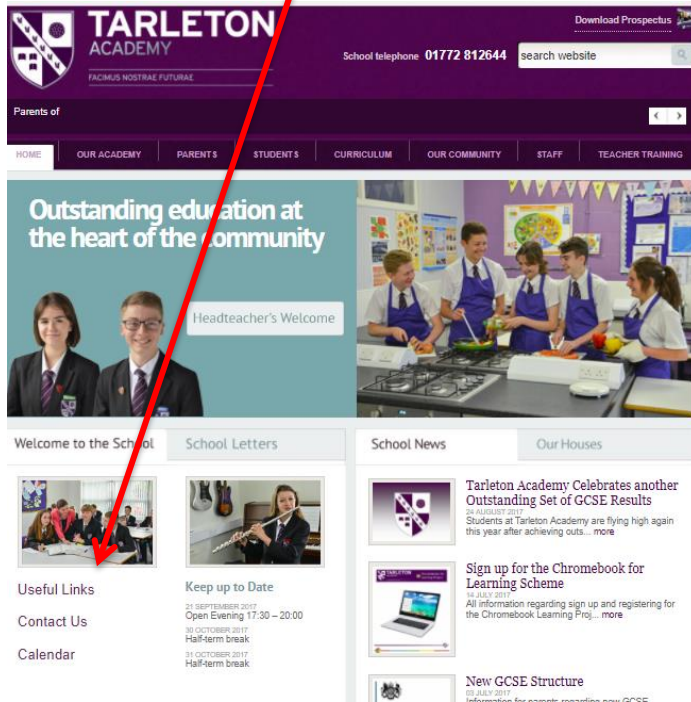 Download Prospectus
TARLETON
ACADEMY
FACIMUS NOSTRAE FUTURAE
School telephone 01772 812644
search website
Parents of
HOME
OUR ACADEMY
PARENTS
STUDENTS
CURRICULUM
OUR COMMUNITY
STAFF
TEACHER TRAINING
Outstanding education at
the heart of the community
Headteacher's Welcome
Welcome to the School
School Letters
Useful Links
Contact Us
Calendar
Keep up to Date
21 SEPTEMBER 2017
Open Evening 17:30 – 20:00
30 OCTOBER 2017
Half-term break
31 OCTOBER 2017
Half-term break
School News
Our Houses
Tarleton Academy Celebrates another
Outstanding Set of GCSE Results
24 AUGUST 2017
Students at Tarleton Academy are flying high again
this year after achieving outs... more
Sign up for the Chromebook for
Learning Scheme
14 JULY 2017
All information regarding sign up and registering for
the Chromebook Learning Proj... more
New GCSE Structure
03 JULY 2017
Information for parents regarding new GCSE